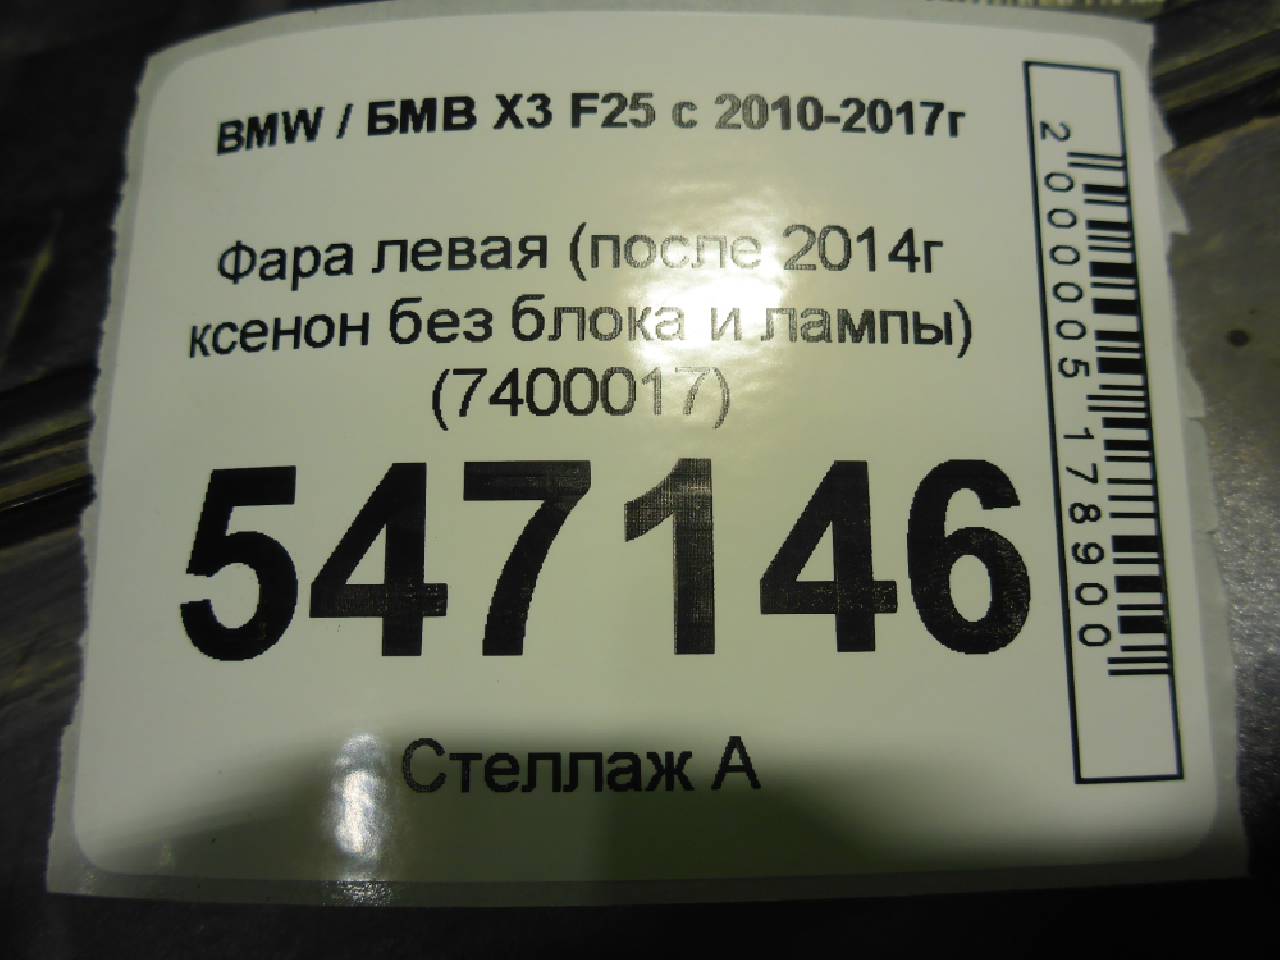 BMW / БМВ X3 F25 с 2010-2017г
Фара левая (после 2014г
ксенон без блока и лампы)
(7400017)
547146
Стеллаж А
2000005178900